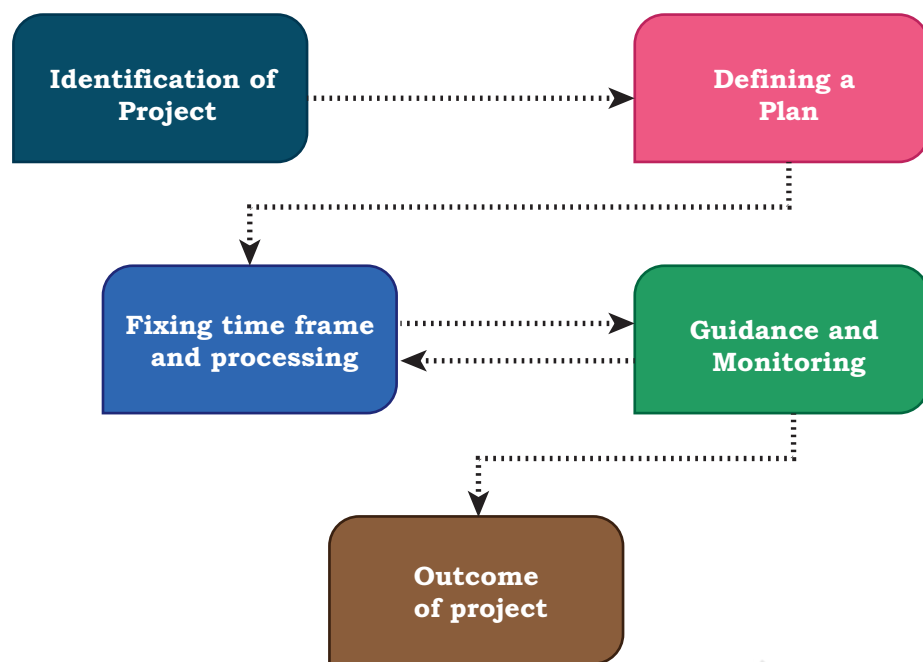 Identification of
Project
Defining a
Plan
Fixing time frame
and processing
Guidance and
Monitoring
Outcome
of project